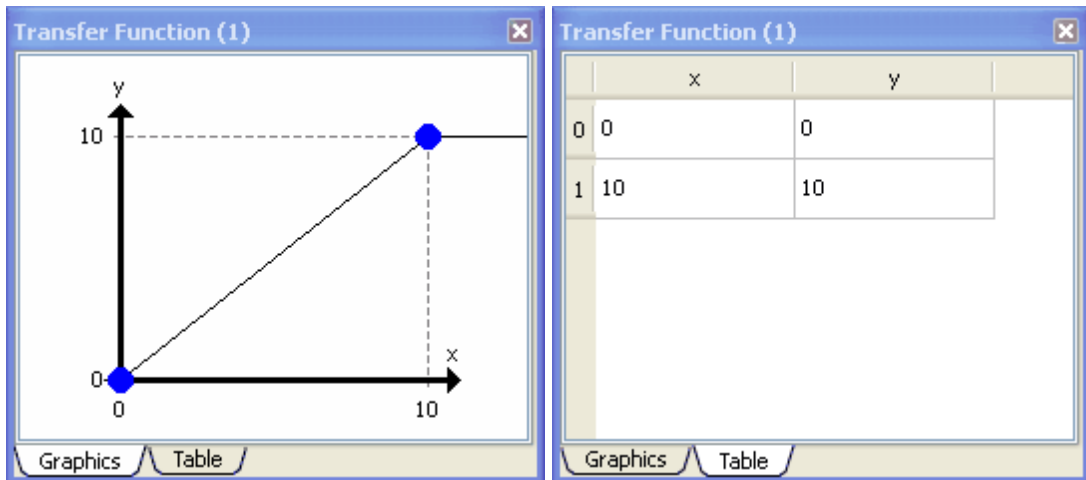 Transfer Function (1)
y
10
x
0
0
10
Graphics Table
Transfer Function (1)
x y
0 0 0
1 10 10
Graphics Table